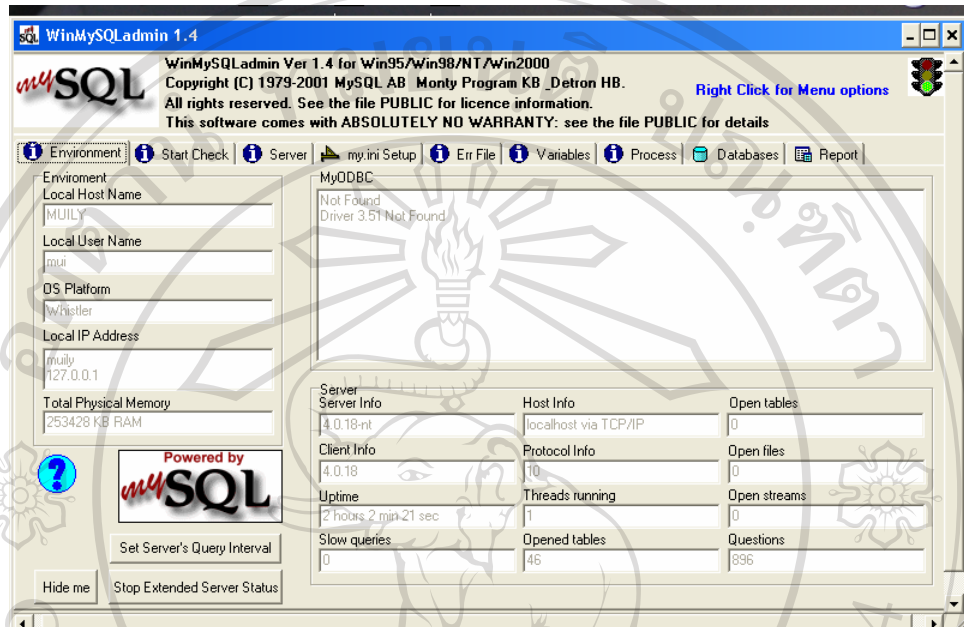 WinMySQLadmin 1.4
mySQL
WinMySQLadmin Ver 1.4 for Win95/Win98/NT/Win2000
Copyright (C) 1979-2001 MySQL AB_Monty Program KB _Detron HB.
All rights reserved. See the file PUBLIC for licence information.
This software comes with ABSOLUTELY NO WARRANTY: see the file PUBLIC for details
Right Click for Menu options
Environment Start Check Server my.ini Setup Err File Variables Process Databases Report
Enviroment
Local Host Name
MUILY
Local User Name
mui
OS Platform
Whistler
Local IP Address
muily
127.0.0.1
Total Physical Memory
253428 KB RAM
MyODBC
Not Found
Driver 3.51 Not Found
Server
Server Info Host Info Open tables
4.0.18-nt localhost via TCP/IP 0
Client Info Protocol Info Open files
4.0.18 10 0
Uptime Threads running Open streams
2 hours 2 min 21 sec 1 0
Slow queries Opened tables Questions
0 46 896
Powered by
mySQL
Set Server's Query Interval
Hide me Stop Extended Server Status